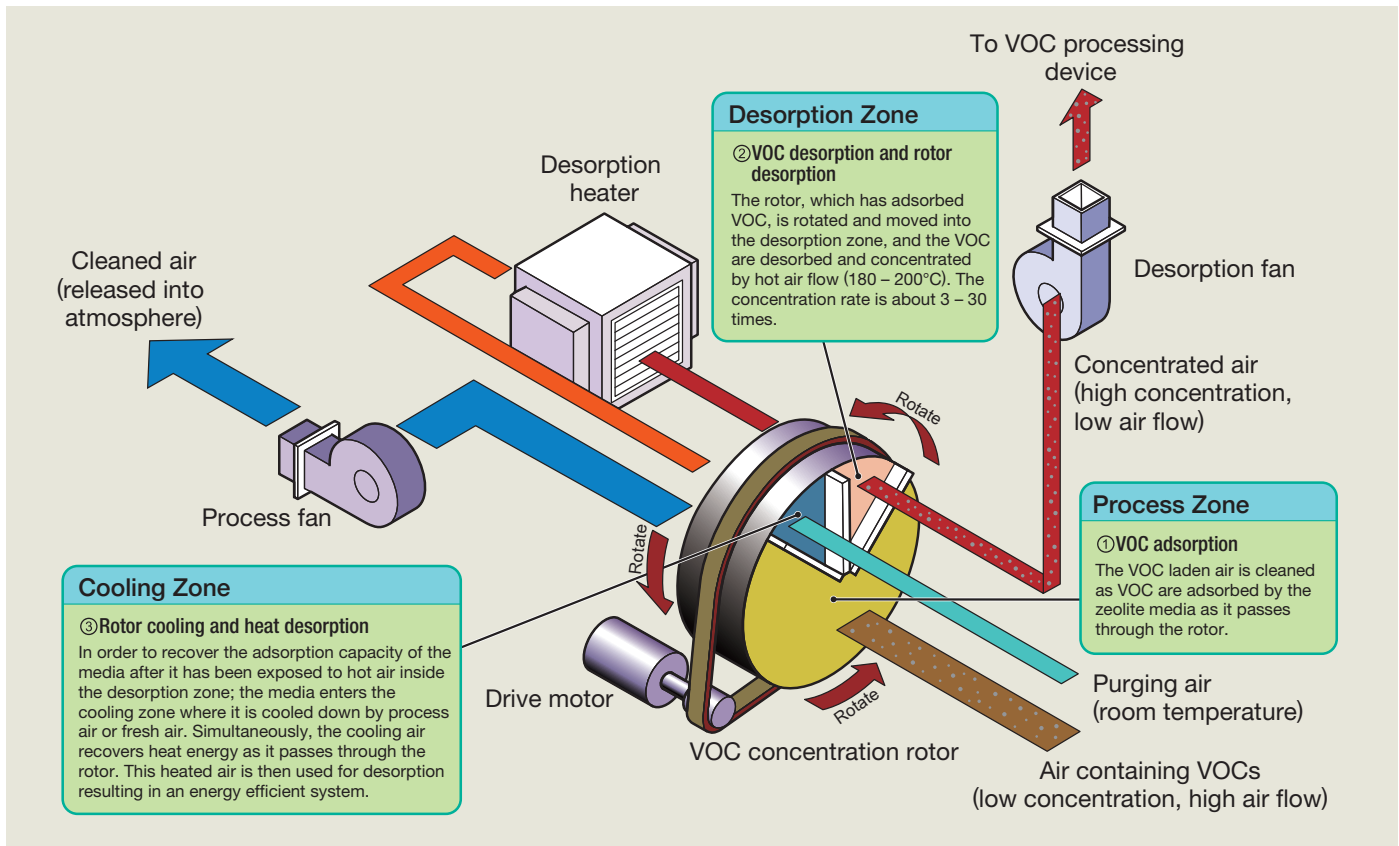 To VOC processing
device
Desorption Zone
②VOC desorption and rotor
desorption
The rotor, which has adsorbed
VOC, is rotated and moved into
the desorption zone, and the VOC
are desorbed and concentrated
by hot air flow (180 – 200°C). The
concentration rate is about 3 – 30
times.
Desorption
heater
Desorption fan
Cleaned air
(released into
atmosphere)
Concentrated air
(high concentration,
low air flow)
Rotate
Process fan
Rotate
Process Zone
①VOC adsorption
The VOC laden air is cleaned
as VOC are adsorbed by the
zeolite media as it passes
through the rotor.
Cooling Zone
③Rotor cooling and heat desorption
In order to recover the adsorption capacity of the
media after it has been exposed to hot air inside
the desorption zone; the media enters the
cooling zone where it is cooled down by process
air or fresh air. Simultaneously, the cooling air
recovers heat energy as it passes through the
rotor. This heated air is then used for desorption
resulting in an energy efficient system.
Drive motor
Rotate
Purging air
(room temperature)
VOC concentration rotor
Air containing VOCs
(low concentration, high air flow)